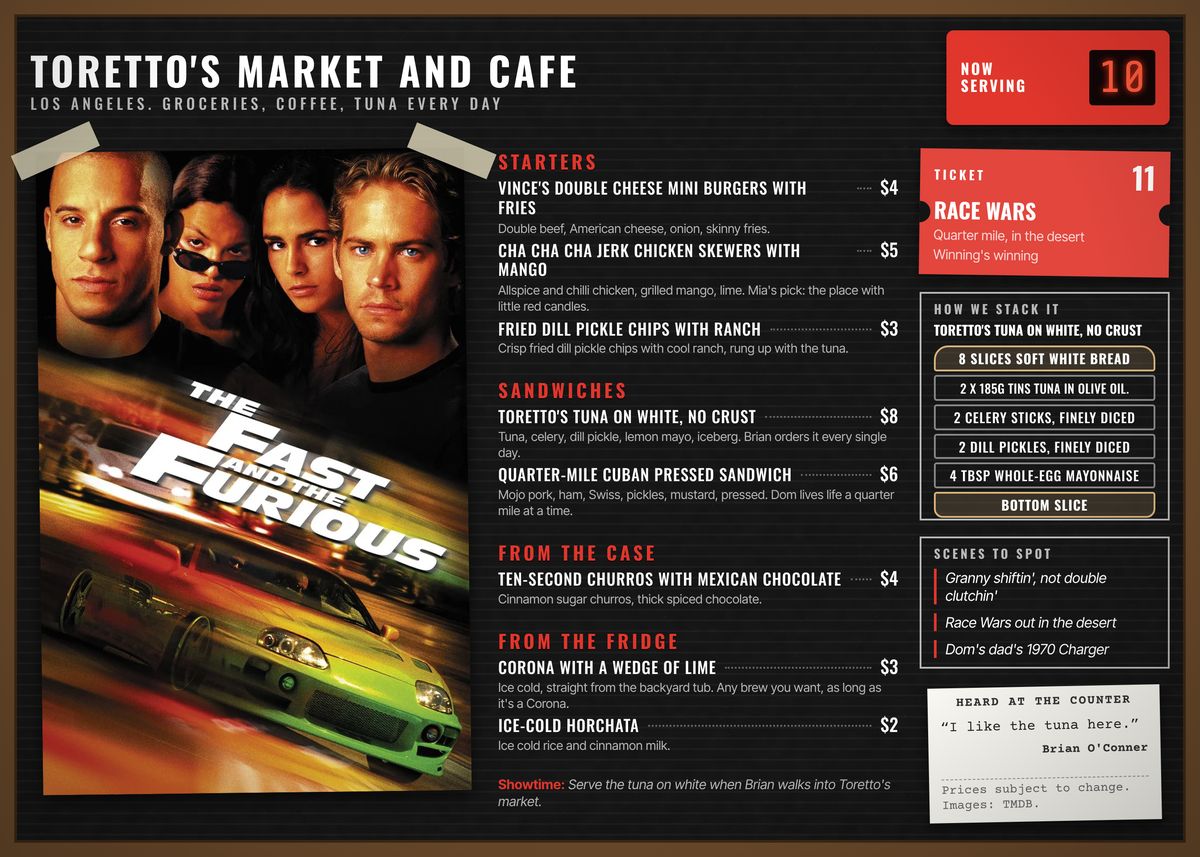 TORETTO'S MARKET AND CAFE
LOS ANGELES. GROCERIES, COFFEE, TUNA EVERY DAY
NOW
SERVING
10
THE
FAST
AND THE
FURIOUS
STARTERS
VINCE'S DOUBLE CHEESE MINI BURGERS WITH
FRIES
$4
Double beef, American cheese, onion, skinny fries.
CHA CHA CHA JERK CHICKEN SKEWERS WITH
MANGO
$5
Allspice and chilli chicken, grilled mango, lime. Mia's pick: the place with
little red candles.
FRIED DILL PICKLE CHIPS WITH RANCH $3
Crisp fried dill pickle chips with cool ranch, rung up with the tuna.
SANDWICHES
TORETTO'S TUNA ON WHITE, NO CRUST $8
Tuna, celery, dill pickle, lemon mayo, iceberg. Brian orders it every single
day.
QUARTER-MILE CUBAN PRESSED SANDWICH $6
Mojo pork, ham, Swiss, pickles, mustard, pressed. Dom lives life a quarter
mile at a time.
FROM THE CASE
TEN-SECOND CHURROS WITH MEXICAN CHOCOLATE $4
Cinnamon sugar churros, thick spiced chocolate.
FROM THE FRIDGE
CORONA WITH A WEDGE OF LIME $3
Ice cold, straight from the backyard tub. Any brew you want, as long as
it's a Corona.
ICE-COLD HORCHATA $2
Ice cold rice and cinnamon milk.
Showtime: Serve the tuna on white when Brian walks into Toretto's
market.
TICKET 11
RACE WARS
Quarter mile, in the desert
Winning's winning
HOW WE STACK IT
TORETTO'S TUNA ON WHITE, NO CRUST
8 SLICES SOFT WHITE BREAD
2 X 185G TINS TUNA IN OLIVE OIL.
2 CELERY STICKS, FINELY DICED
2 DILL PICKLES, FINELY DICED
4 TBSP WHOLE-EGG MAYONNAISE
BOTTOM SLICE
SCENES TO SPOT
Granny shiftin', not double
clutchin'
Race Wars out in the desert
Dom's dad's 1970 Charger
HEARD AT THE COUNTER
“I like the tuna here.”
Brian O'Conner
Prices subject to change.
Images: TMDB.